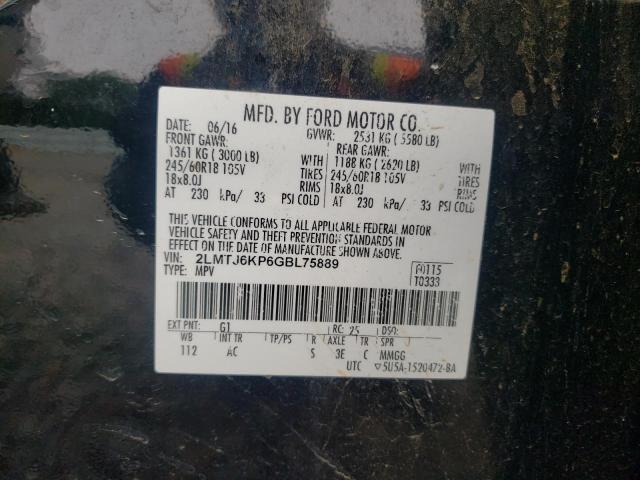 MFD. BY FORD MOTOR CO.
DATE: 06/16 GVWR: 2531 KG ( 5580 LB)
FRONT GAWR: REAR GAWR:
1361 KG ( 3000 LB) WITH 1188 KG ( 2620 LB) WITH
245/60R18 105V TIRES 245/60R18 105V TIRES
18x8.0J RIMS 18x8.0J RIMS
AT 230 kPa/ 33 PSI COLD AT 230 kPa/ 33 PSI COLD
THIS VEHICLE CONFORMS TO ALL APPLICABLE FEDERAL MOTOR
VEHICLE SAFETY AND THEFT PREVENTION STANDARDS IN
EFFECT ON THE DATE OF MANUFACTURE SHOWN ABOVE.
VIN: 2LMTJ6KP6GBL75889
TYPE: MPV
F0115
T0333
EXT PNT: G1 RC: 25 DSO:
WB INT TR TP/PS R AXLE TR SPR
112 AC S 3E C MMGG
UTC ▽5U5A-1520472-BA